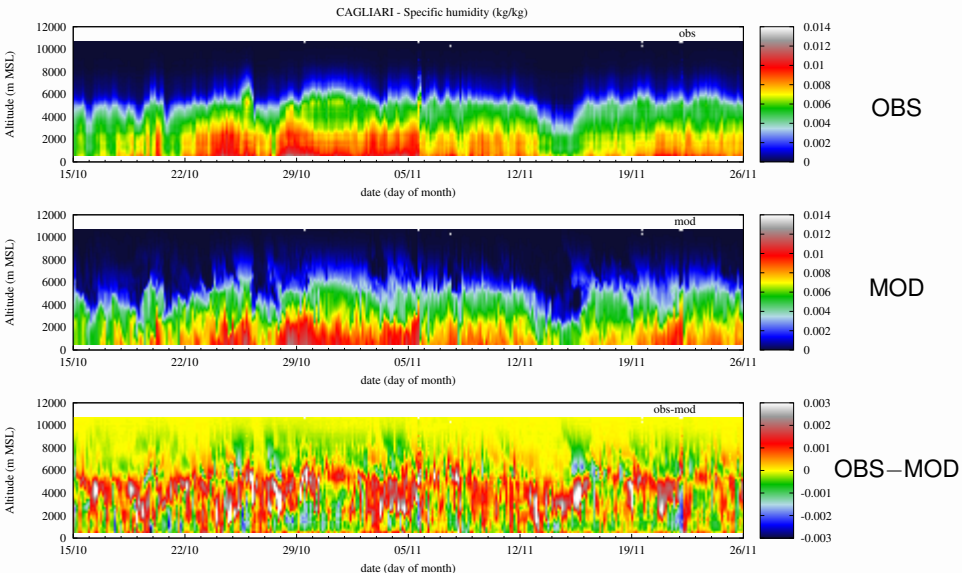 CAGLIARI - Specific humidity (kg/kg)
obs
Altitude (m MSL)
12000
10000
8000
6000
4000
2000
0
15/10 22/10 29/10 05/11 12/11 19/11 26/11
date (day of month)
0.014
0.012
0.01
0.008
0.006
0.004
0.002
0
OBS
mod
Altitude (m MSL)
12000
10000
8000
6000
4000
2000
0
15/10 22/10 29/10 05/11 12/11 19/11 26/11
date (day of month)
0.014
0.012
0.01
0.008
0.006
0.004
0.002
0
MOD
obs-mod
Altitude (m MSL)
12000
10000
8000
6000
4000
2000
0
15/10 22/10 29/10 05/11 12/11 19/11 26/11
date (day of month)
0.003
0.002
0.001
0
-0.001
-0.002
-0.003
OBS−MOD